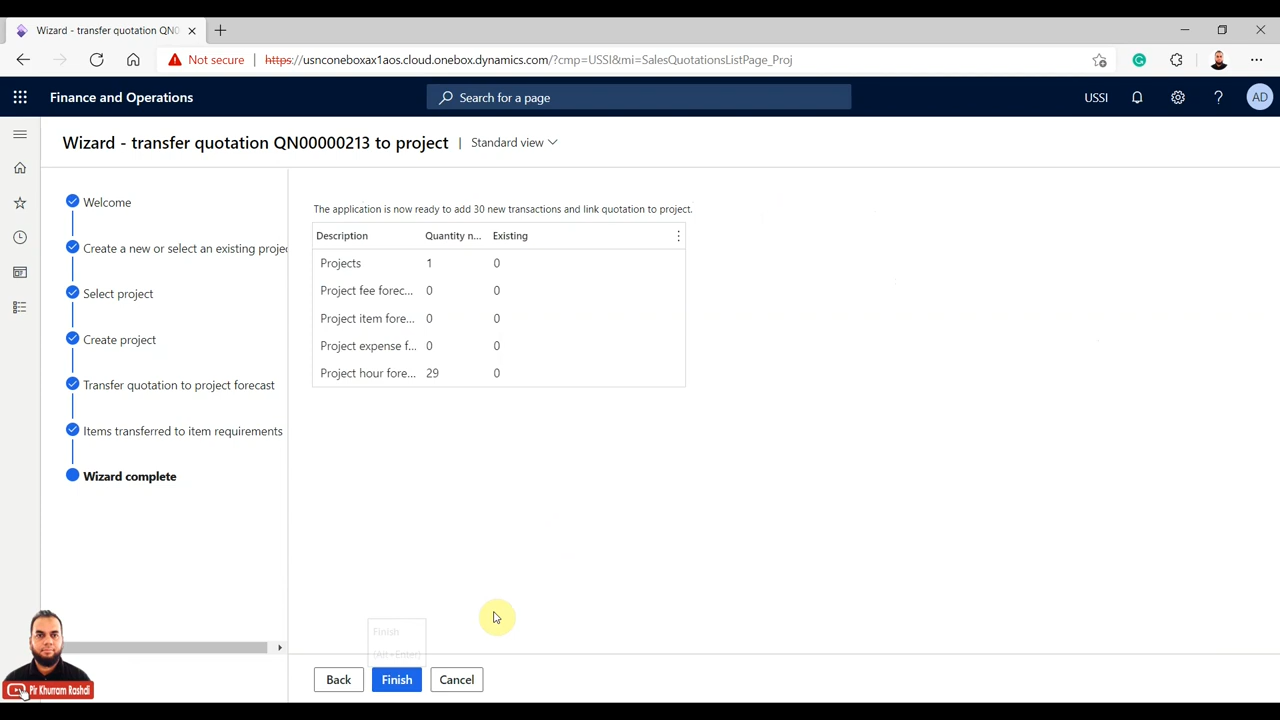 Wizard - transfer quotation QN0
Not secure
https://usnconeboxax1aos.cloud.onebox.dynamics.com/?cmp=USSI&mi=SalesQuotationsListPage_Proj
Finance and Operations
Search for a page
USSI
?
AD
Wizard - transfer quotation QN00000213 to project | Standard view
Welcome
Create a new or select an existing projec
Select project
Create project
Transfer quotation to project forecast
Items transferred to item requirements
Wizard complete
The application is now ready to add 30 new transactions and link quotation to project.
Description Quantity n... Existing
Projects 1 0
Project fee forec... 0 0
Project item fore... 0 0
Project expense f... 0 0
Project hour fore... 29 0
Finish
(Alt+Enter)
Back Finish Cancel
Pir Khurram Rashdi